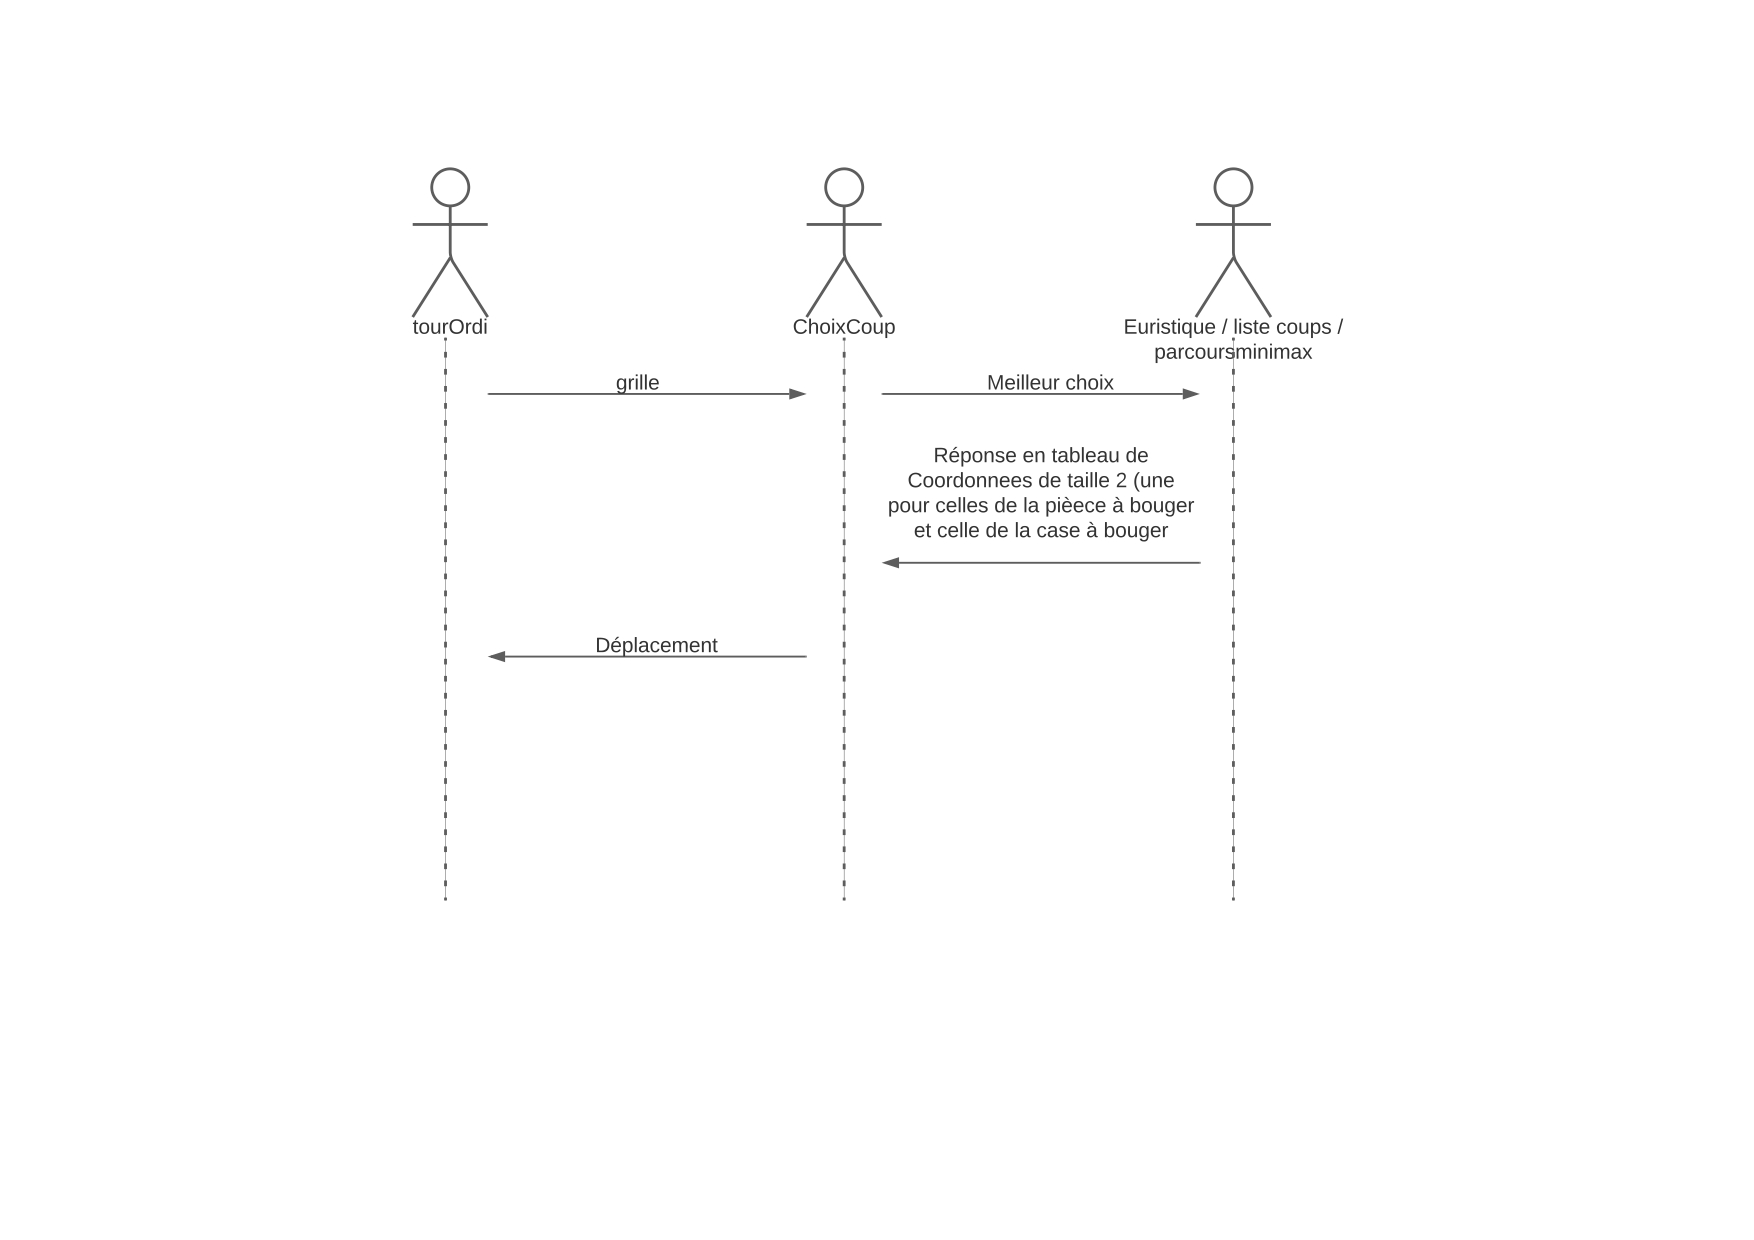 tourOrdi
ChoixCoup
Euristique / liste coups /
parcoursminimax
grille
Meilleur choix
Réponse en tableau de
Coordonnees de taille 2 (une
pour celles de la pièece à bouger
et celle de la case à bouger
Déplacement